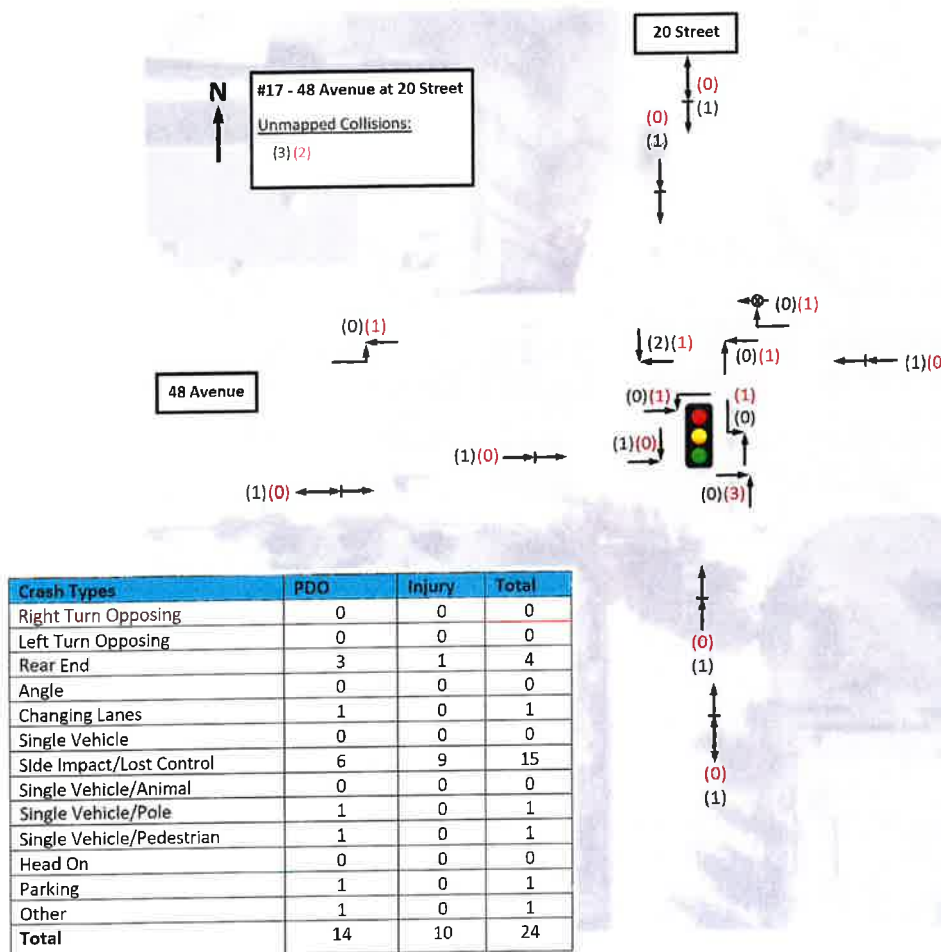 20 Street
N
#17 - 48 Avenue at 20 Street
Unmapped Collisions:
(3)(2)
(0)
(1)
(0)
(1)
(0)(1)
(0)(1)
(2)(1)
(0)(1)
(1)(0
48 Avenue
(0)(1)
(1)
(0)
(1)(0)
(1)(0)
(1)(0)
(0)(3)
Crash Types PDO Injury Total
Right Turn Opposing 0 0 0
Left Turn Opposing 0 0 0
Rear End 3 1 4
Angle 0 0 0
Changing Lanes 1 0 1
Single Vehicle 0 0 0
SIde Impact/Lost Control 6 9 15
Single Vehicle/Animal 0 0 0
Single Vehicle/Pole 1 0 1
Single Vehicle/Pedestrian 1 0 1
Head On 0 0 0
Parking 1 0 1
Other 1 0 1
Total 14 10 24
(0)
(1)
(0)
(1)